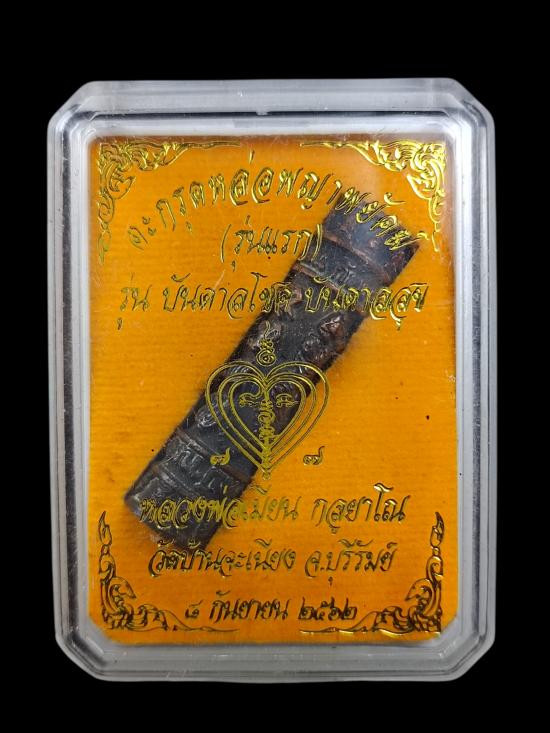 ตะกรุดหล่อพญาพยัคฆ์
(รุ่นแรก)
รุ่น บันดาลโชค บันดาลสุข
๗ ๗
หลวงพ่อเมียน กลฺยาโณ
วัดบ้านจะเนียง จ.บุรีรัมย์
๘ กันยายน ๒๕๖๒